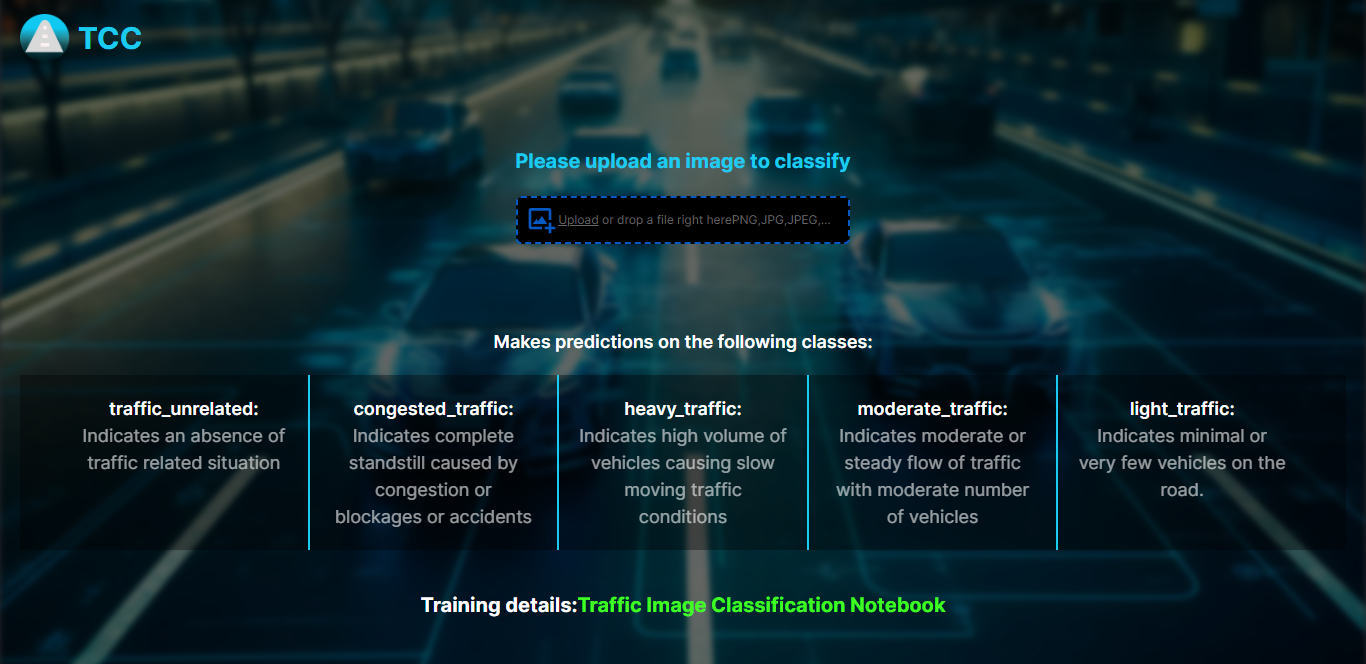 TCC
Please upload an image to classify
Upload or drop a file right herePNG,JPG,JPEG,...
Makes predictions on the following classes:
traffic_unrelated:
Indicates an absence of
traffic related situation
congested_traffic:
Indicates complete
standstill caused by
congestion or
blockages or accidents
heavy_traffic:
Indicates high volume of
vehicles causing slow
moving traffic
conditions
moderate_traffic:
Indicates moderate or
steady flow of traffic
with moderate number
of vehicles
light_traffic:
Indicates minimal or
very few vehicles on the
road.
Training details:Traffic Image Classification Notebook